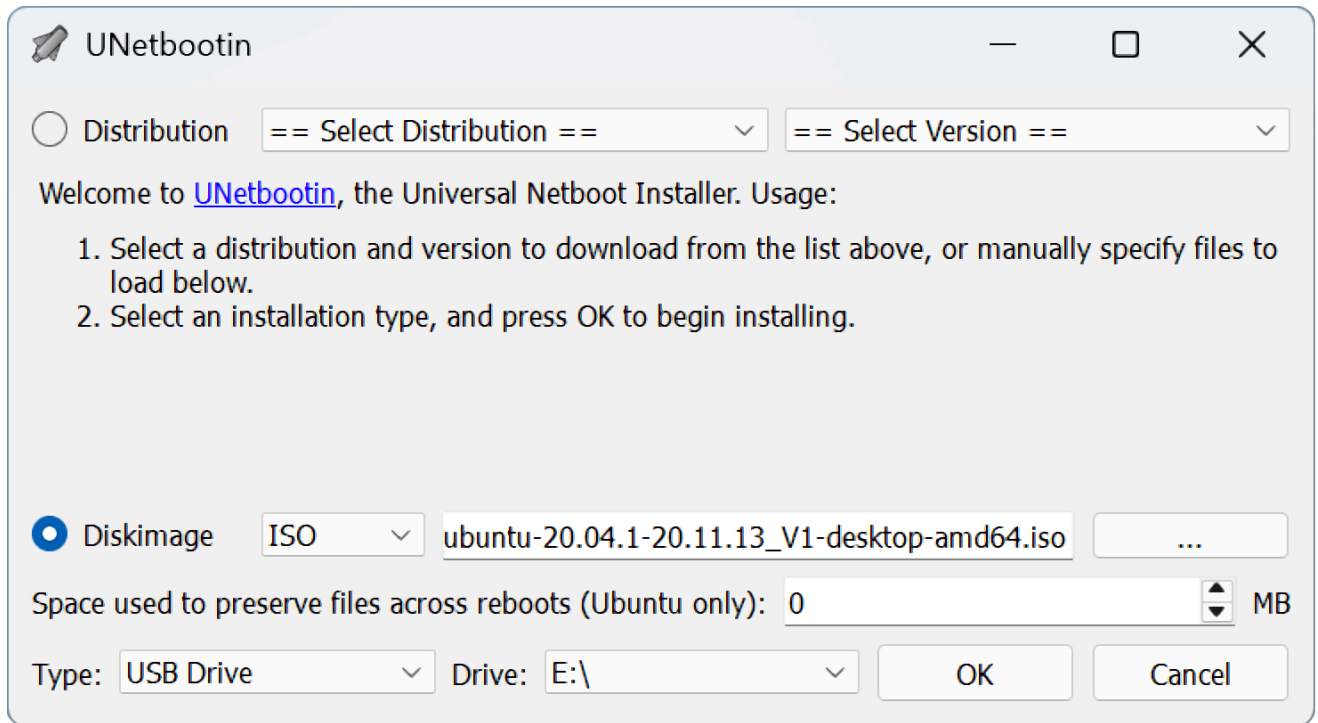 UNetbootin
Distribution == Select Distribution == == Select Version ==
Welcome to UNetbootin, the Universal Netboot Installer. Usage:
1. Select a distribution and version to download from the list above, or manually specify files to
load below.
2. Select an installation type, and press OK to begin installing.
Diskimage ISO ubuntu-20.04.1-20.11.13_V1-desktop-amd64.iso ...
Space used to preserve files across reboots (Ubuntu only): 0 MB
Type: USB Drive Drive: E:\ OK Cancel